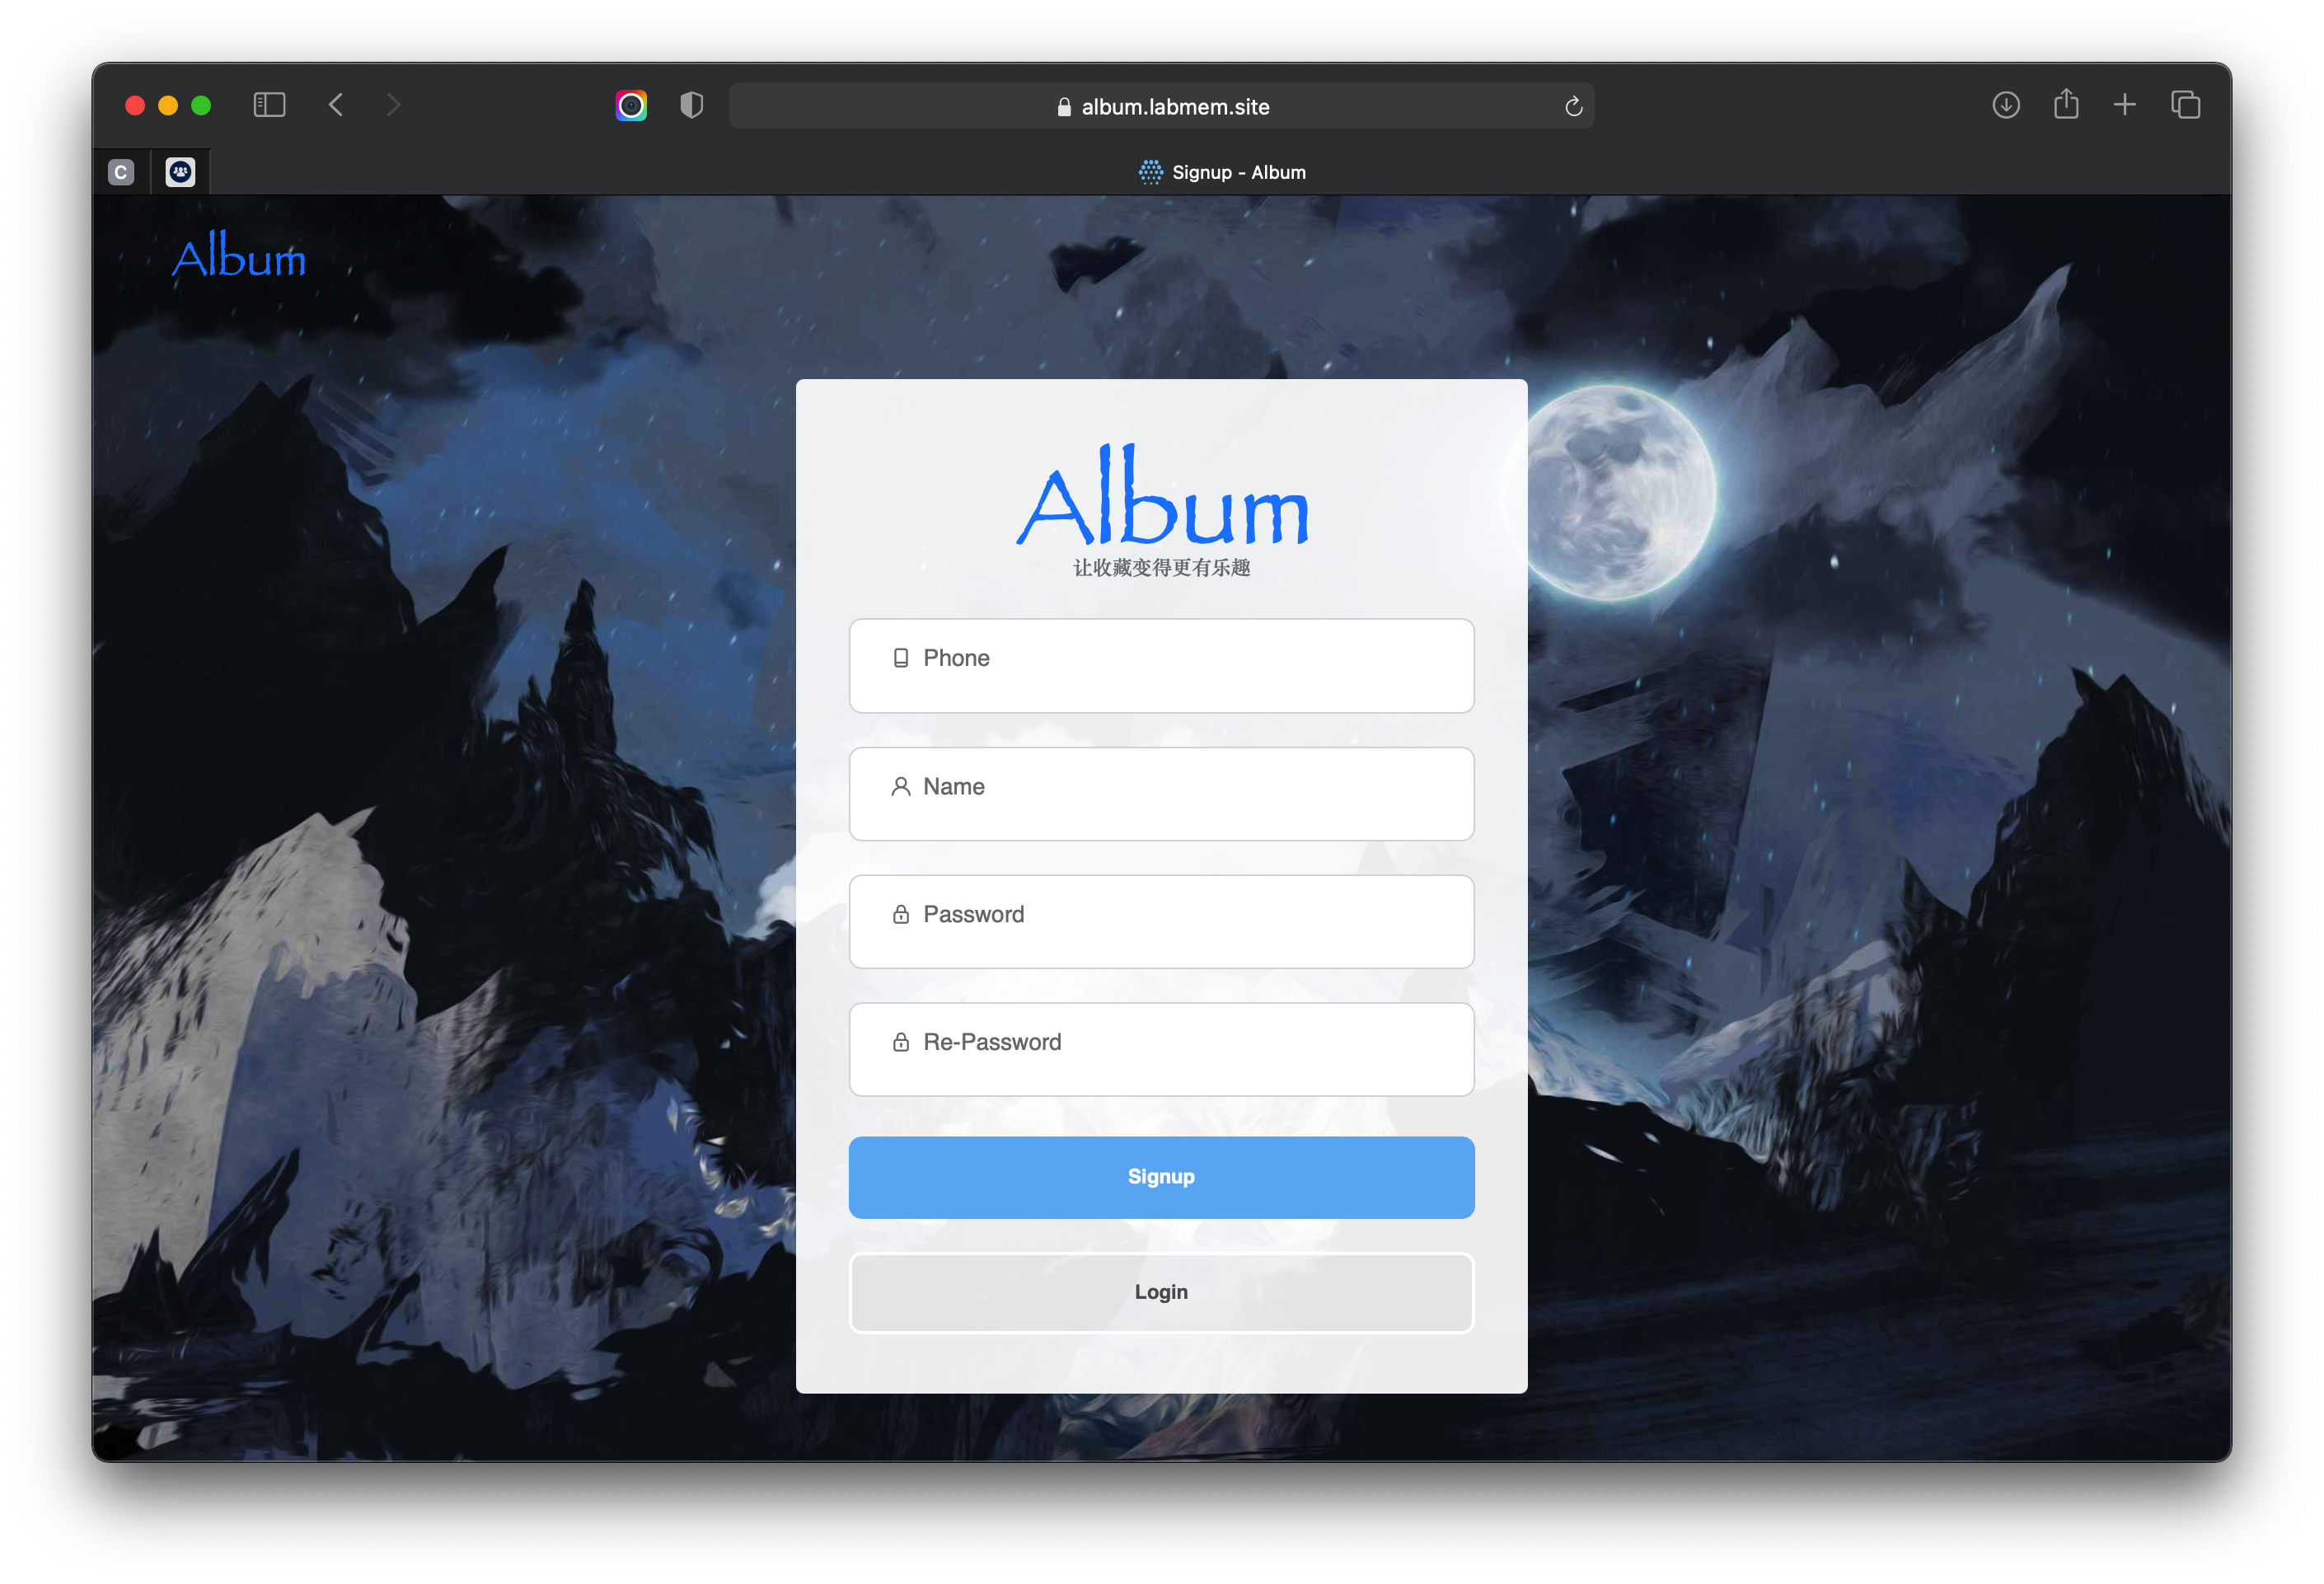 album.labmem.site
C
Signup - Album
Album
Album
让收藏变得更有乐趣
Phone
Name
Password
Re-Password
Signup
Login